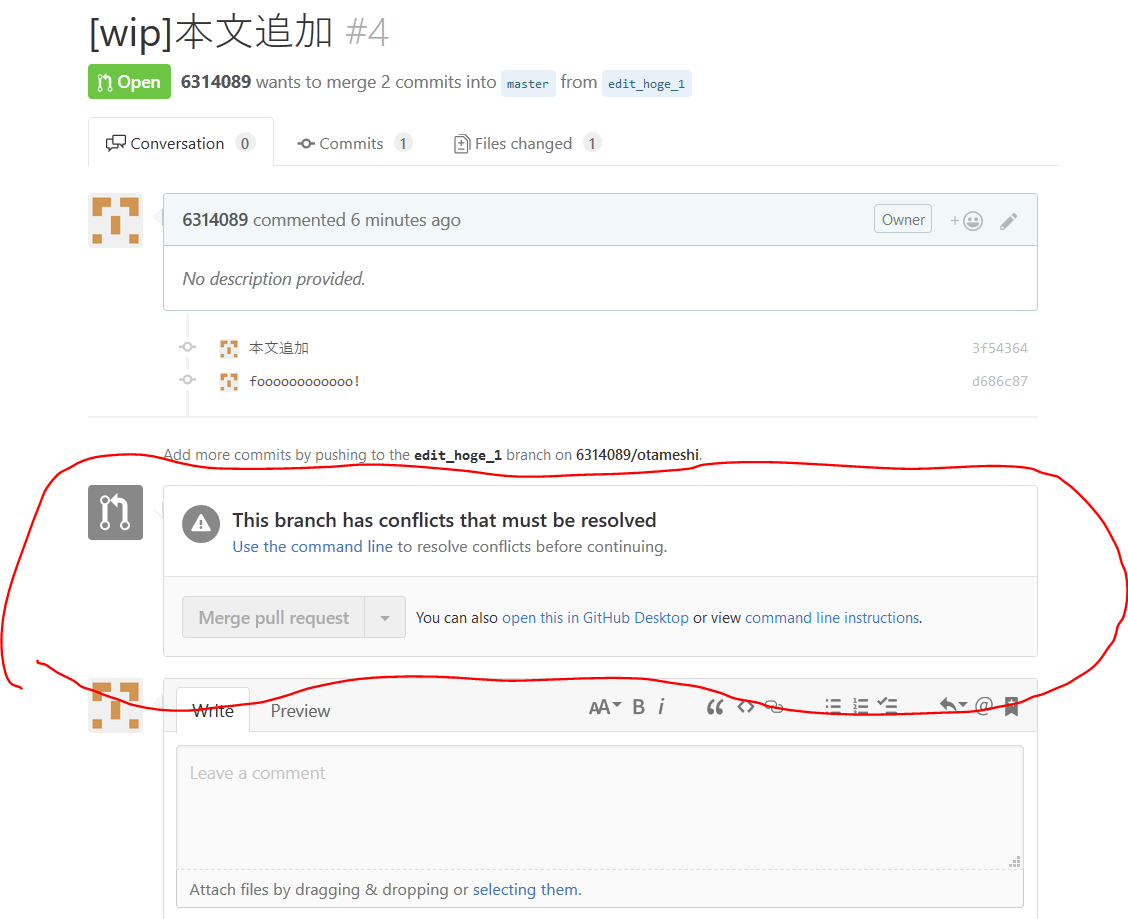 [wip]本文追加 #4
Open 6314089 wants to merge 2 commits into master from edit_hoge_1
Conversation 0 Commits 1 Files changed 1
6314089 commented 6 minutes ago Owner +
No description provided.
本文追加 3f54364
foooooooooooo! d686c87
Add more commits by pushing to the edit_hoge_1 branch on 6314089/otameshi.
This branch has conflicts that must be resolved
Use the command line to resolve conflicts before continuing.
Merge pull request You can also open this in GitHub Desktop or view command line instructions.
Write Preview AA B i
Leave a comment
Attach files by dragging & dropping or selecting them.